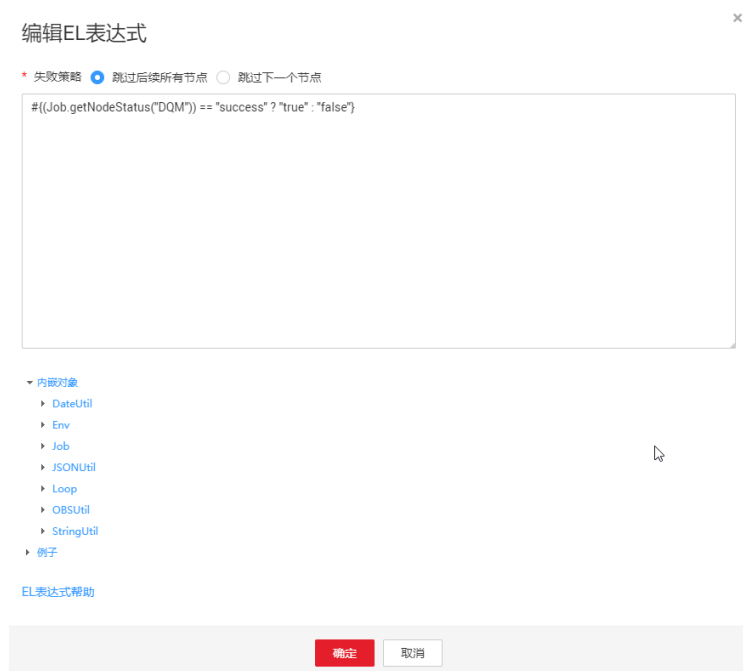 编辑EL表达式
×
* 失败策略 跳过后续所有节点 跳过下一个节点
#{(Job.getNodeStatus("DQM")) == "success" ? "true" : "false"}
内嵌对象
DateUtil
Env
Job
JSONUtil
Loop
OBSUtil
StringUtil
例子
EL表达式帮助
确定 取消